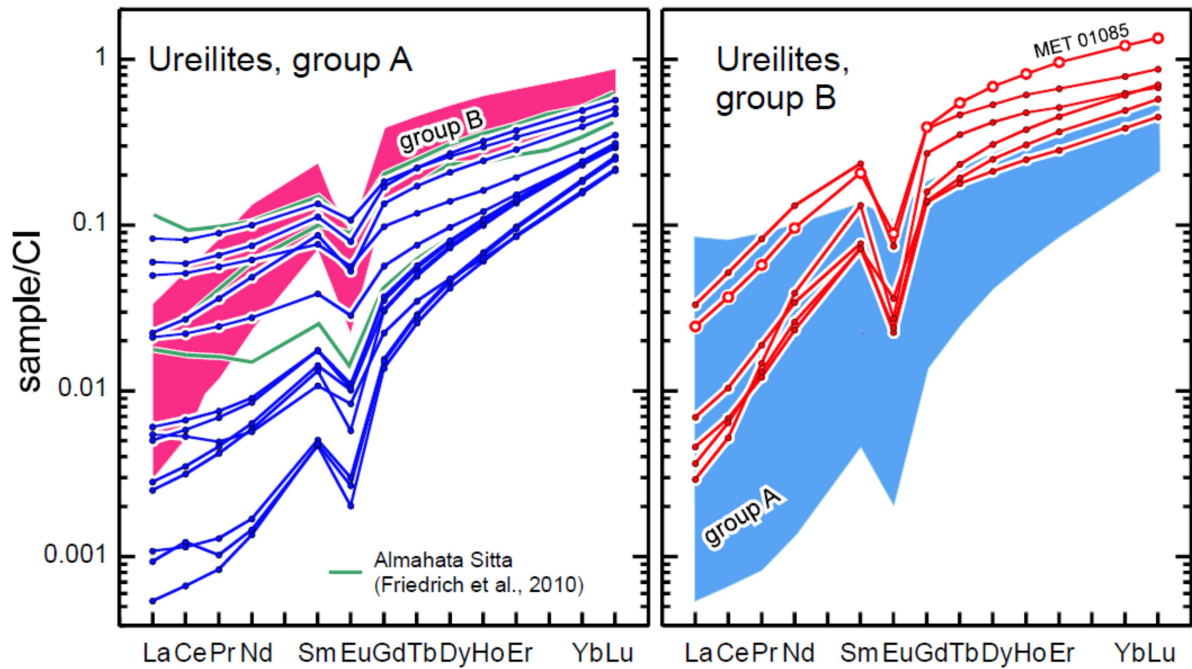 Ureilites, group A
group B
Almahata Sitta
(Friedrich et al., 2010)
sample/CI
1
0.1
0.01
0.001
La Ce Pr Nd Sm Eu Gd Tb Dy Ho Er Yb Lu
Ureilites,
group B
MET 01085
group A
La Ce Pr Nd Sm Eu Gd Tb Dy Ho Er Yb Lu